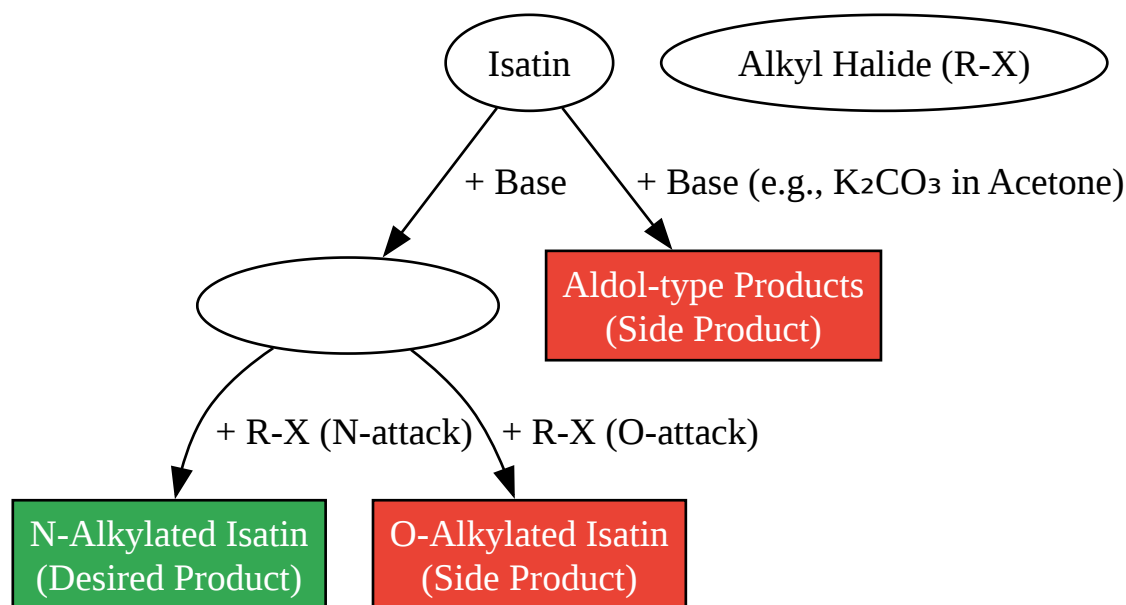 Isatin
Alkyl Halide (R-X)
+ Base
+ Base (e.g., K₂CO₃ in Acetone)
Aldol-type Products
(Side Product)
+ R-X (N-attack)
+ R-X (O-attack)
N-Alkylated Isatin
(Desired Product)
O-Alkylated Isatin
(Side Product)